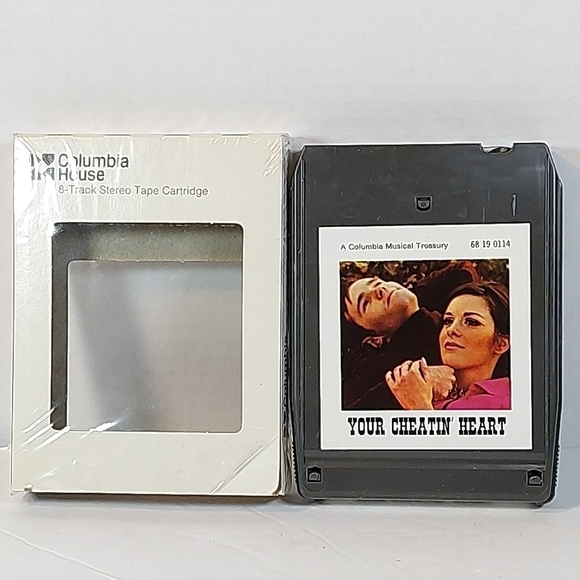 Columbia
House
8-Track Stereo Tape Cartridge
A Columbia Musical Treasury 68 19 0114
YOUR CHEATIN' HEART